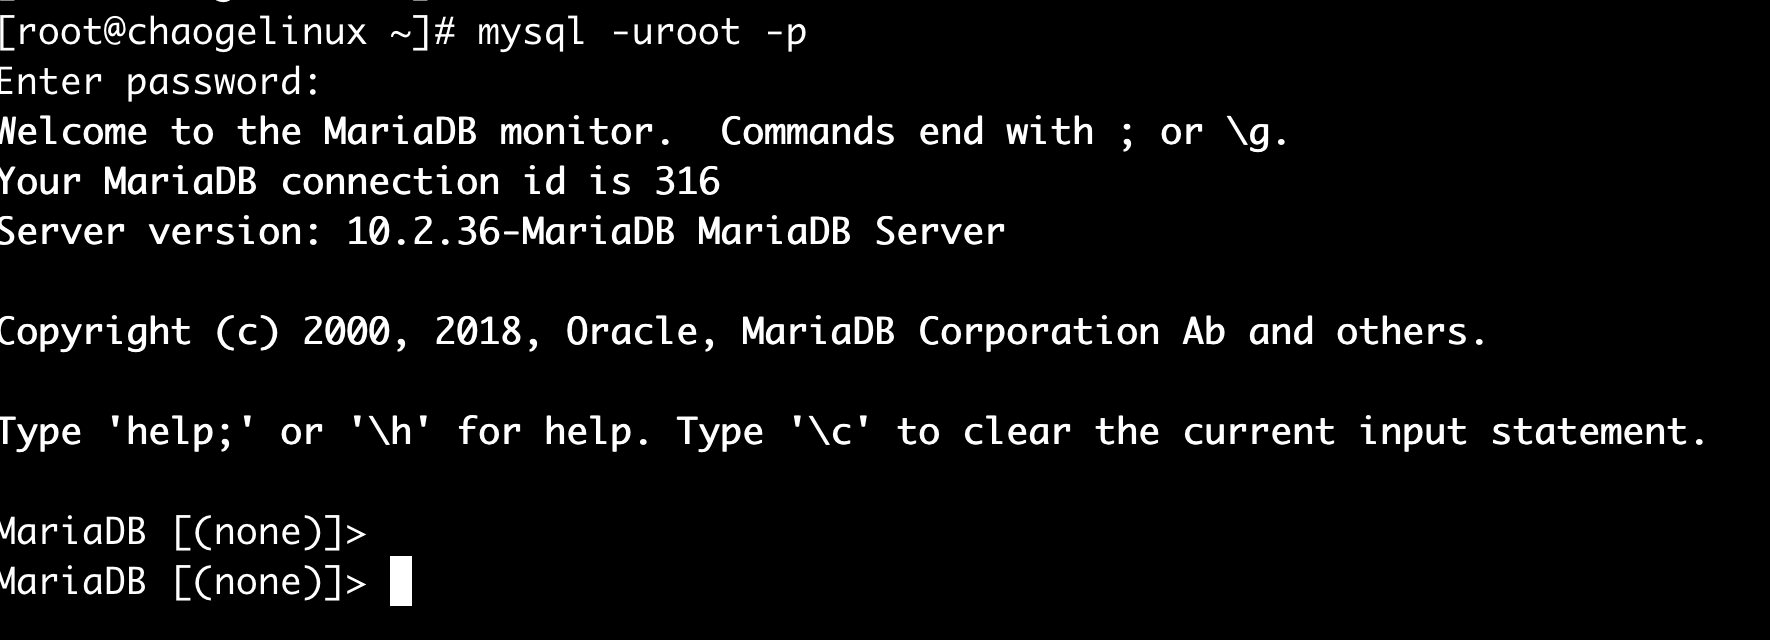 [root@chaogelinux ~]# mysql -uroot -p
Enter password:
Welcome to the MariaDB monitor.  Commands end with ; or \g.
Your MariaDB connection id is 316
Server version: 10.2.36-MariaDB MariaDB Server

Copyright (c) 2000, 2018, Oracle, MariaDB Corporation Ab and others.

Type 'help;' or '\h' for help. Type '\c' to clear the current input statement.

MariaDB [(none)]>
MariaDB [(none)]>